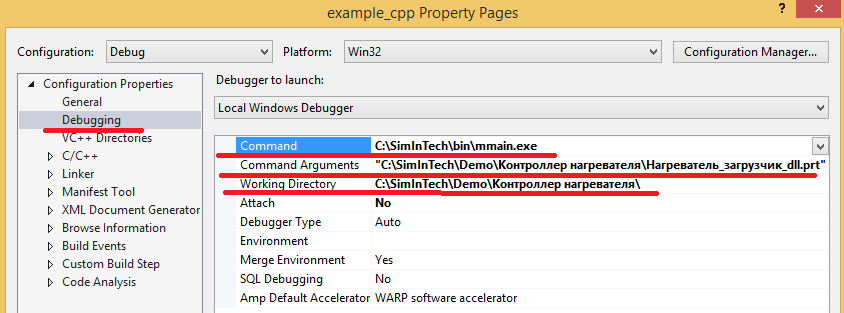 example_cpp Property Pages
? ×
Configuration: Debug Platform: Win32 Configuration Manager...
Configuration Properties
General
Debugging
VC++ Directories
C/C++
Linker
Manifest Tool
XML Document Generator
Browse Information
Build Events
Custom Build Step
Code Analysis
Debugger to launch:
Local Windows Debugger
Command C:\SimInTech\bin\mmain.exe
Command Arguments "C:\SimInTech\Demo\Контроллер нагревателя\Нагреватель_загрузчик_dll.prt"
Working Directory C:\SimInTech\Demo\Контроллер нагревателя\
Attach No
Debugger Type Auto
Environment
Merge Environment Yes
SQL Debugging No
Amp Default Accelerator WARP software accelerator